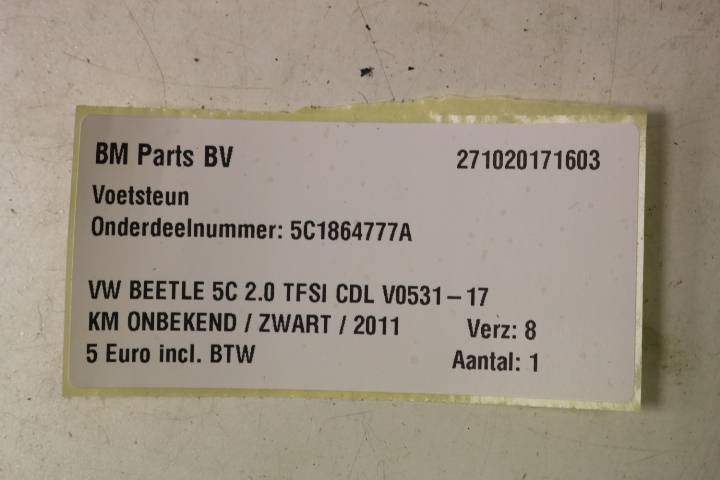 BM Parts BV 271020171603
Voetsteun
Onderdeelnummer: 5C1864777A
VW BEETLE 5C 2.0 TFSI CDL V0531-17
KM ONBEKEND / ZWART / 2011 Verz: 8
5 Euro incl. BTW Aantal: 1